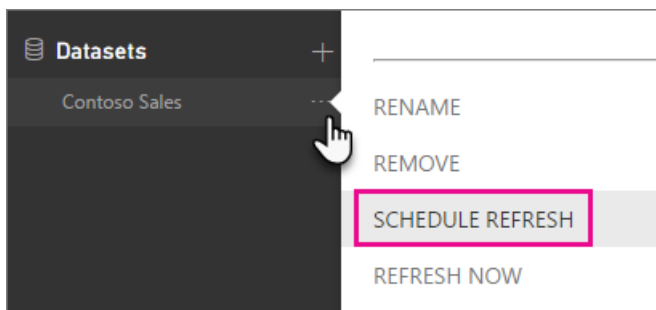 Datasets
Contoso Sales
RENAME
REMOVE
SCHEDULE REFRESH
REFRESH NOW